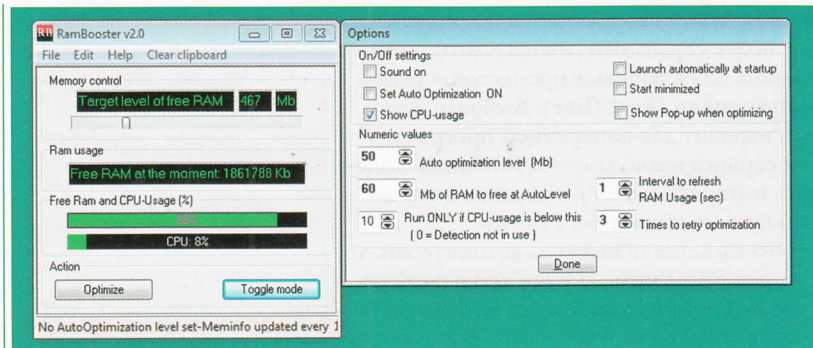 RB RamBooster v2.0
File Edit Help Clear clipboard
Memory control
Target level of free RAM 467 Mb
Ram usage
Free RAM at the moment: 1861788 Kb
Free Ram and CPU-Usage (%)
CPU: 8%
Action
Optimize Toggle mode
No AutoOptimization level set-Meminfo updated every 1
Options
On/Off settings
Sound on
Set Auto Optimization ON
Show CPU-usage
Launch automatically at startup
Start minimized
Show Pop-up when optimizing
Numeric values
50 Auto optimization level (Mb)
60 Mb of RAM to free at AutoLevel
10 Run ONLY if CPU-usage is below this
( 0 = Detection not in use )
1 Interval to refresh
RAM Usage (sec)
3 Times to retry optimization
Done